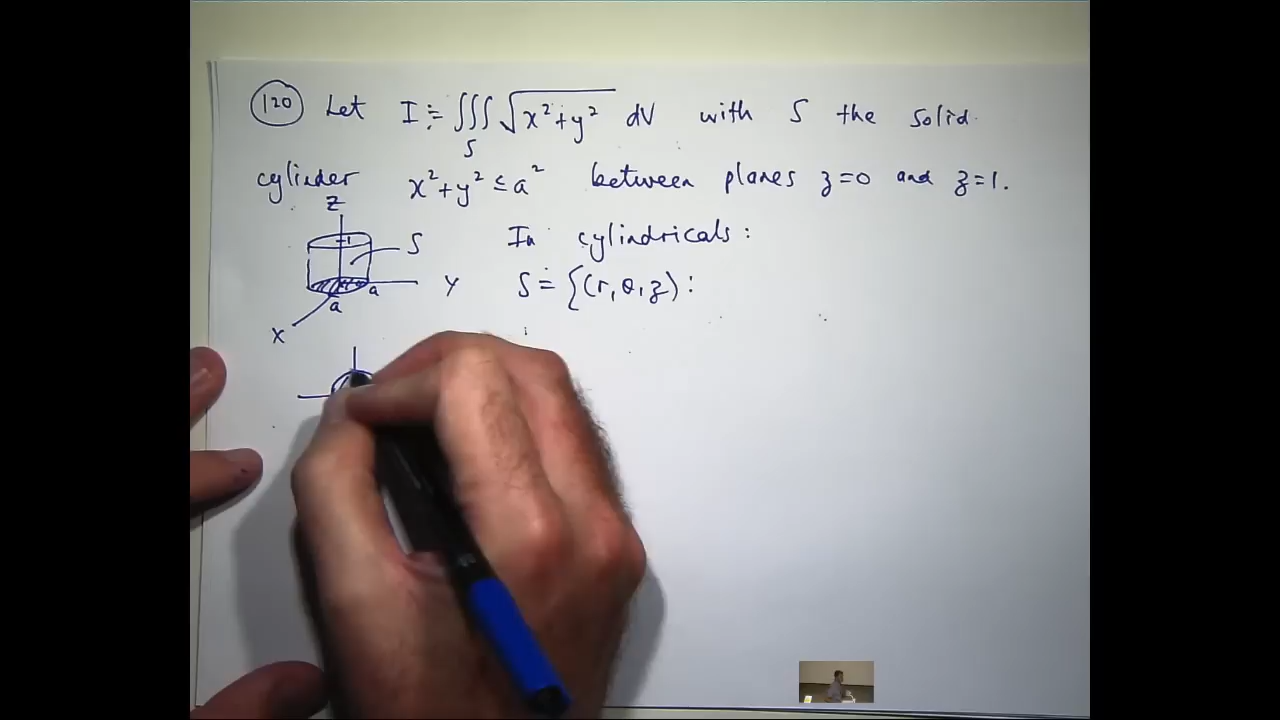 120 Let I ≐ ∭_S √(x²+y²) dV with S the solid
cylinder x²+y² ≤ a² between planes z=0 and z=1.
z
1
S
a
a
Y
X
In cylindricals:
S ≐ {(r, θ, z):